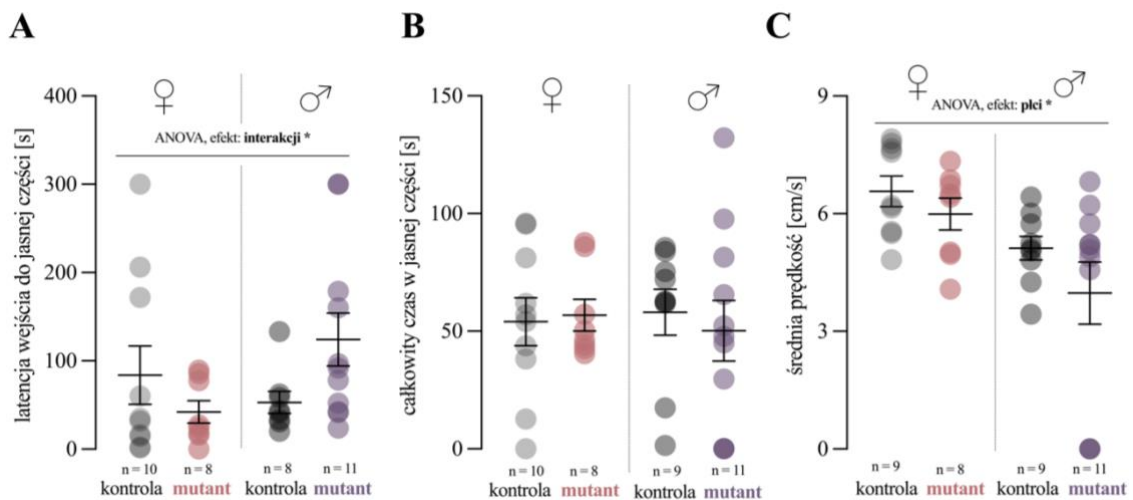 A
B
C
♀ ♂
400
ANOVA, efekt: interakcji *
300
200
100
0
latencja wejścia do jasnej części [s]
n = 10 n = 8 n = 8 n = 11
kontrola mutant kontrola mutant
♀ ♂
150
100
50
0
całkowity czas w jasnej części [s]
n = 10 n = 8 n = 9 n = 11
kontrola mutant kontrola mutant
♀ ♂
9
ANOVA, efekt: płci *
6
3
0
średnia prędkość [cm/s]
n = 9 n = 8 n = 9 n = 11
kontrola mutant kontrola mutant